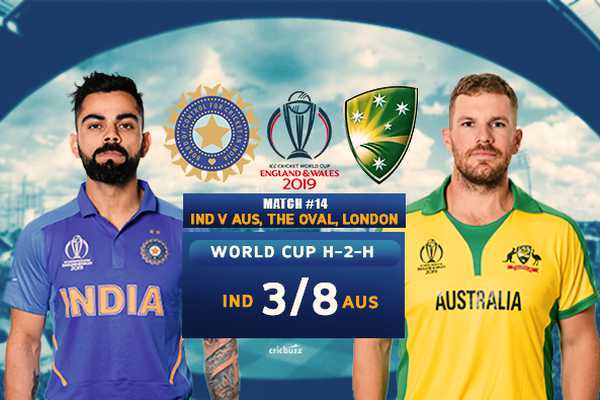 ICC CRICKET WORLD CUP
ENGLAND & WALES
2019
MATCH #14
IND V AUS, THE OVAL, LONDON
WORLD CUP H-2-H
IND 3/8 AUS
INDIA
AUSTRALIA
cricbuzz